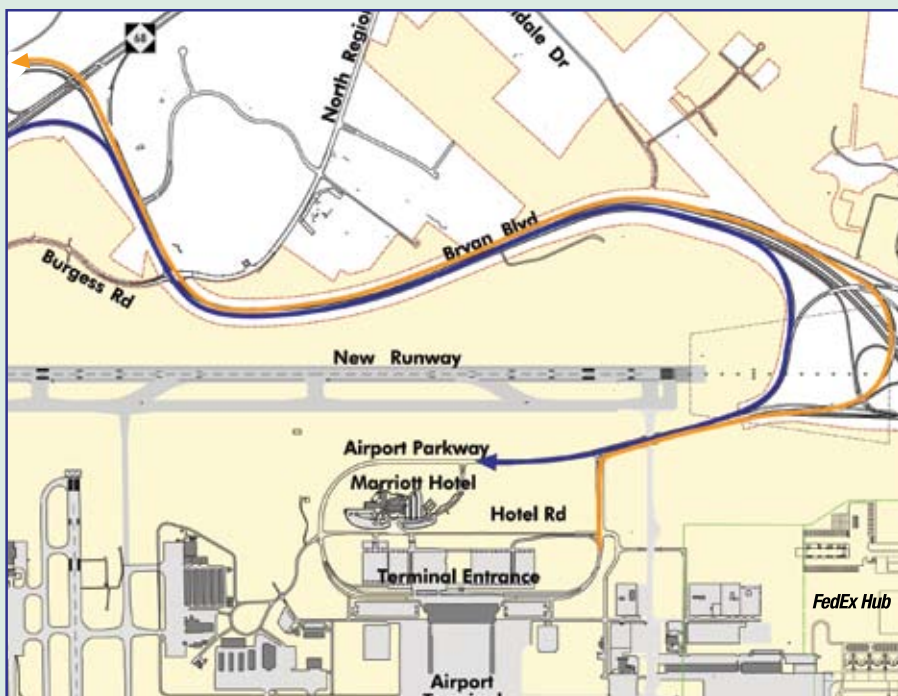 68
North Region
dale Dr
Bryan Blvd
Burgess Rd
New Runway
Airport Parkway
Marriott Hotel
Hotel Rd
Terminal Entrance
FedEx Hub
Airport